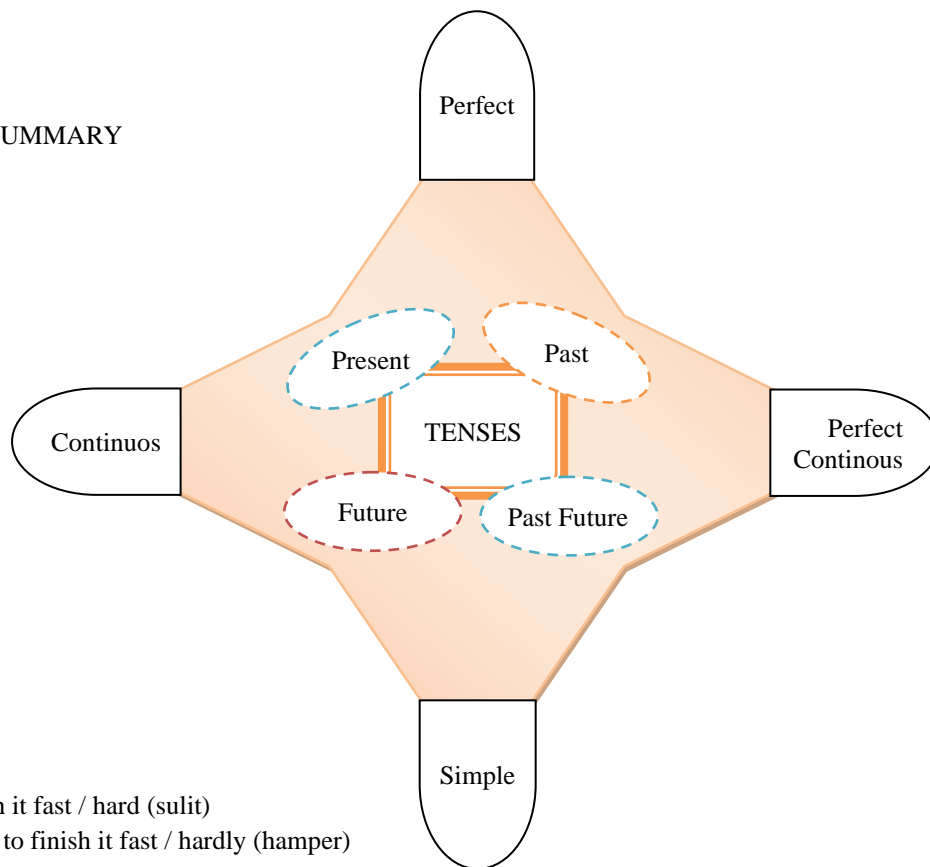 Perfect
UMMARY
Present
Past
Continuos
TENSES
Perfect
Continous
Future
Past Future
Simple
it fast / hard (sulit)
to finish it fast / hardly (hamper)